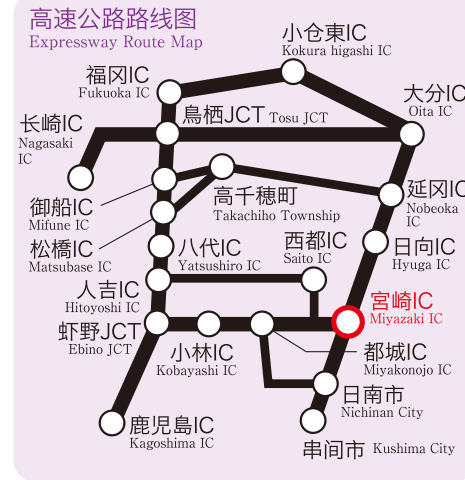 高速公路路线图
Expressway Route Map
小仓東IC
Kokura higashi IC
福冈IC
Fukuoka IC
大分IC
Oita IC
长崎IC
Nagasaki
IC
鳥栖JCT Tosu JCT
御船IC
Mifune IC
高千穂町
Takachiho Township
延冈IC
Nobeoka
IC
松橋IC
Matsubase IC
八代IC
Yatsushiro IC
西都IC
Saito IC
日向IC
Hyuga IC
人吉IC
Hitoyoshi IC
宮崎IC
Miyazaki IC
虾野JCT
Ebino JCT
小林IC
Kobayashi IC
都城IC
Miyakonojo IC
日南市
Nichinan City
鹿児島IC
Kagoshima IC
串间市 Kushima City